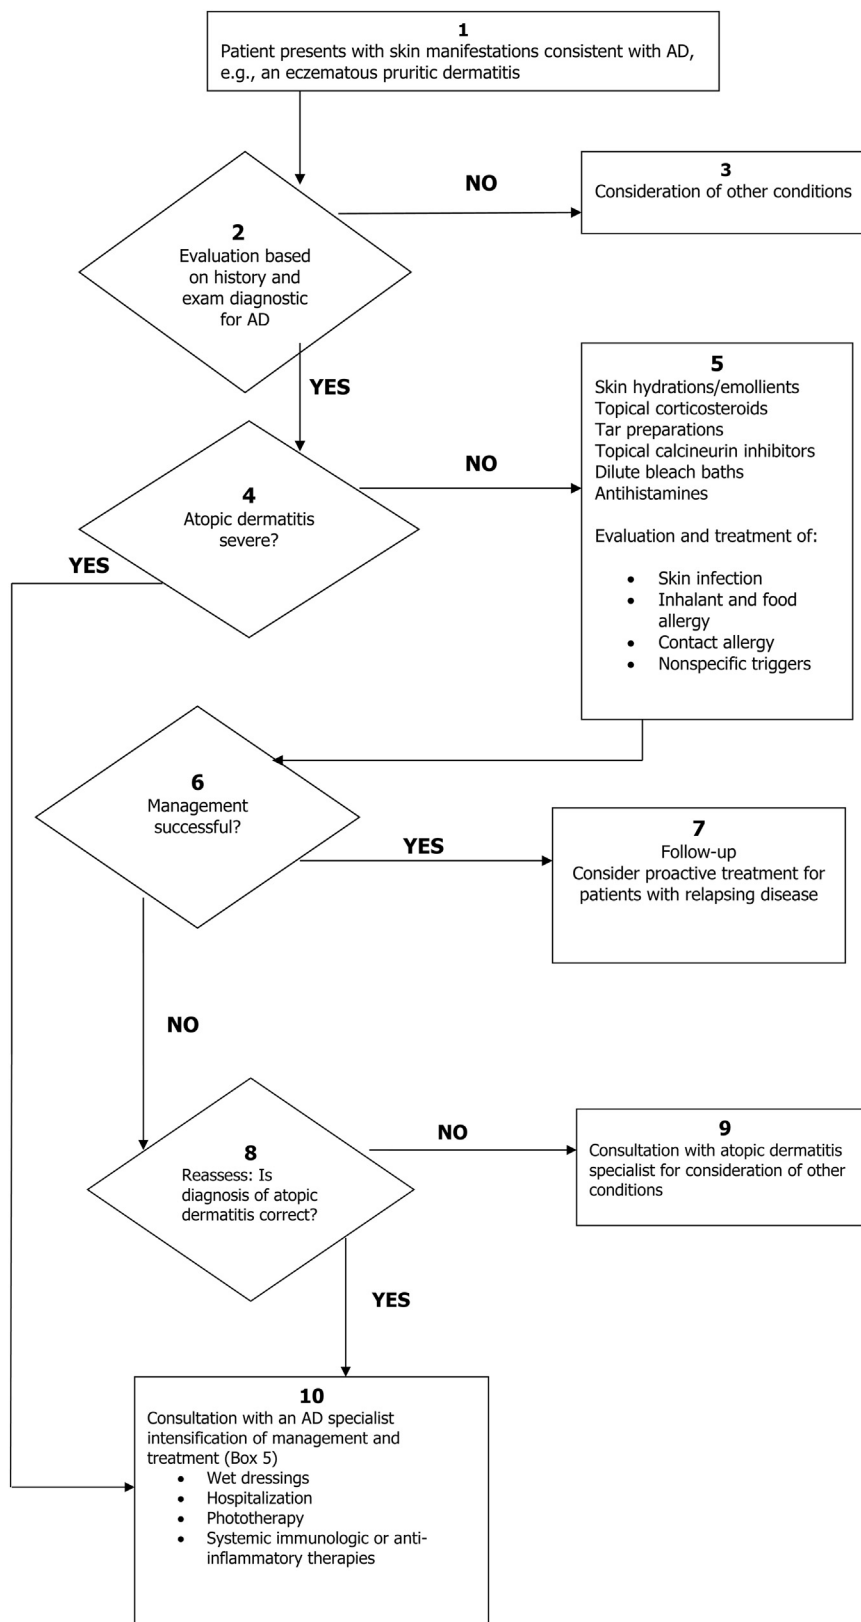 1
Patient presents with skin manifestations consistent with AD,
e.g., an eczematous pruritic dermatitis
NO
3
Consideration of other conditions
2
Evaluation based
on history and
exam diagnostic
for AD
YES
5
Skin hydrations/emollients
Topical corticosteroids
Tar preparations
Topical calcineurin inhibitors
Dilute bleach baths
Antihistamines
Evaluation and treatment of:
• Skin infection
• Inhalant and food
allergy
• Contact allergy
• Nonspecific triggers
NO
4
Atopic dermatitis
severe?
YES
6
Management
successful?
YES
7
Follow-up
Consider proactive treatment for
patients with relapsing disease
NO
8
Reassess: Is
diagnosis of atopic
dermatitis correct?
NO
9
Consultation with atopic dermatitis
specialist for consideration of other
conditions
YES
10
Consultation with an AD specialist
intensification of management and
treatment (Box 5)
• Wet dressings
• Hospitalization
• Phototherapy
• Systemic immunologic or anti-
inflammatory therapies